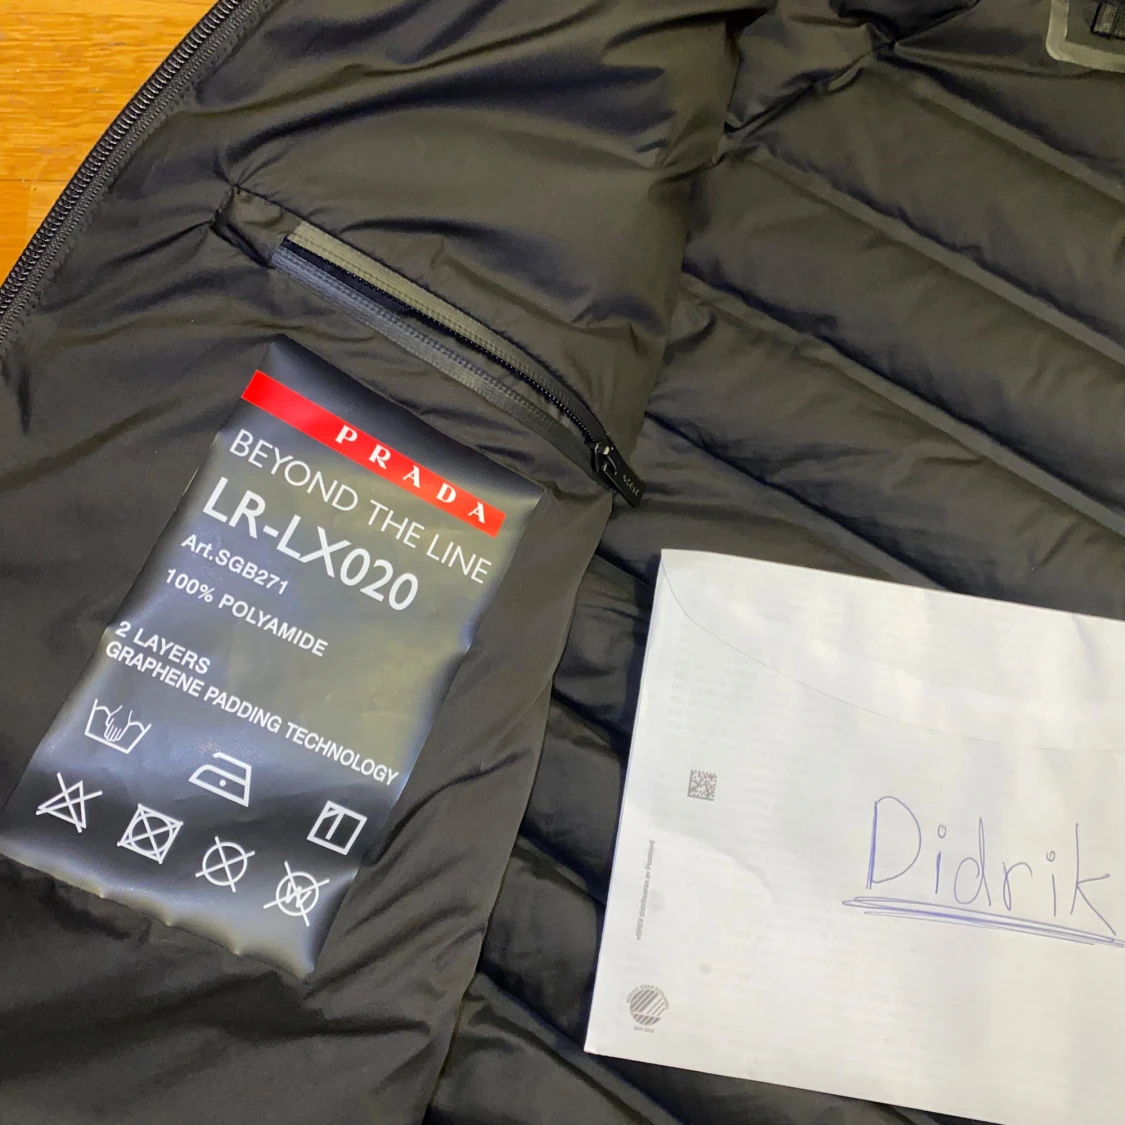 PRADA
BEYOND THE LINE
LR-LX020
Art.SGB271
100% POLYAMIDE
2 LAYERS
GRAPHENE PADDING TECHNOLOGY
W
Didrik